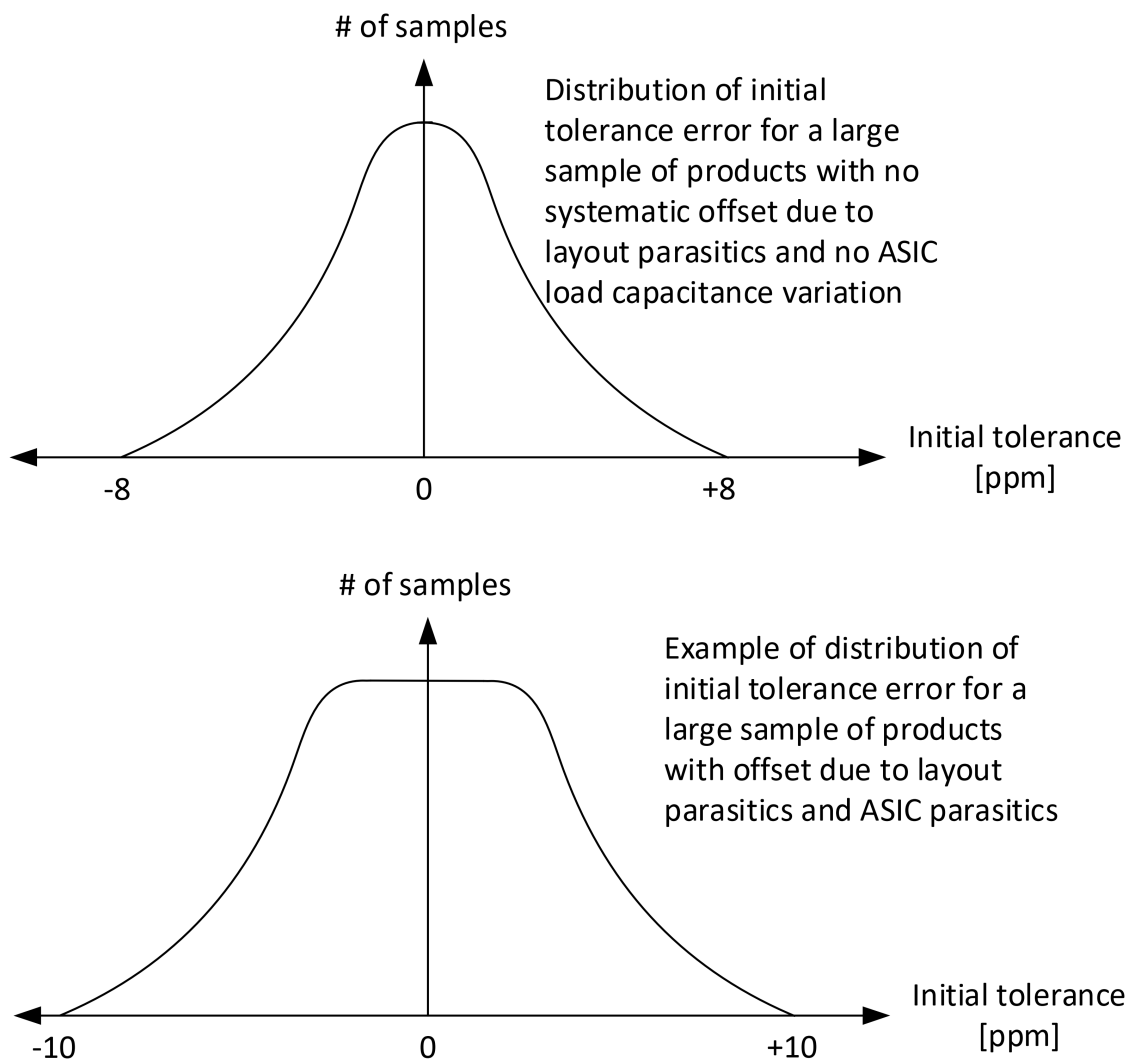 # of samples
Distribution of initial
tolerance error for a large
sample of products with no
systematic offset due to
layout parasitics and no ASIC
load capacitance variation
Initial tolerance
[ppm]
-8
0
+8
# of samples
Example of distribution of
initial tolerance error for a
large sample of products
with offset due to layout
parasitics and ASIC parasitics
Initial tolerance
[ppm]
-10
0
+10